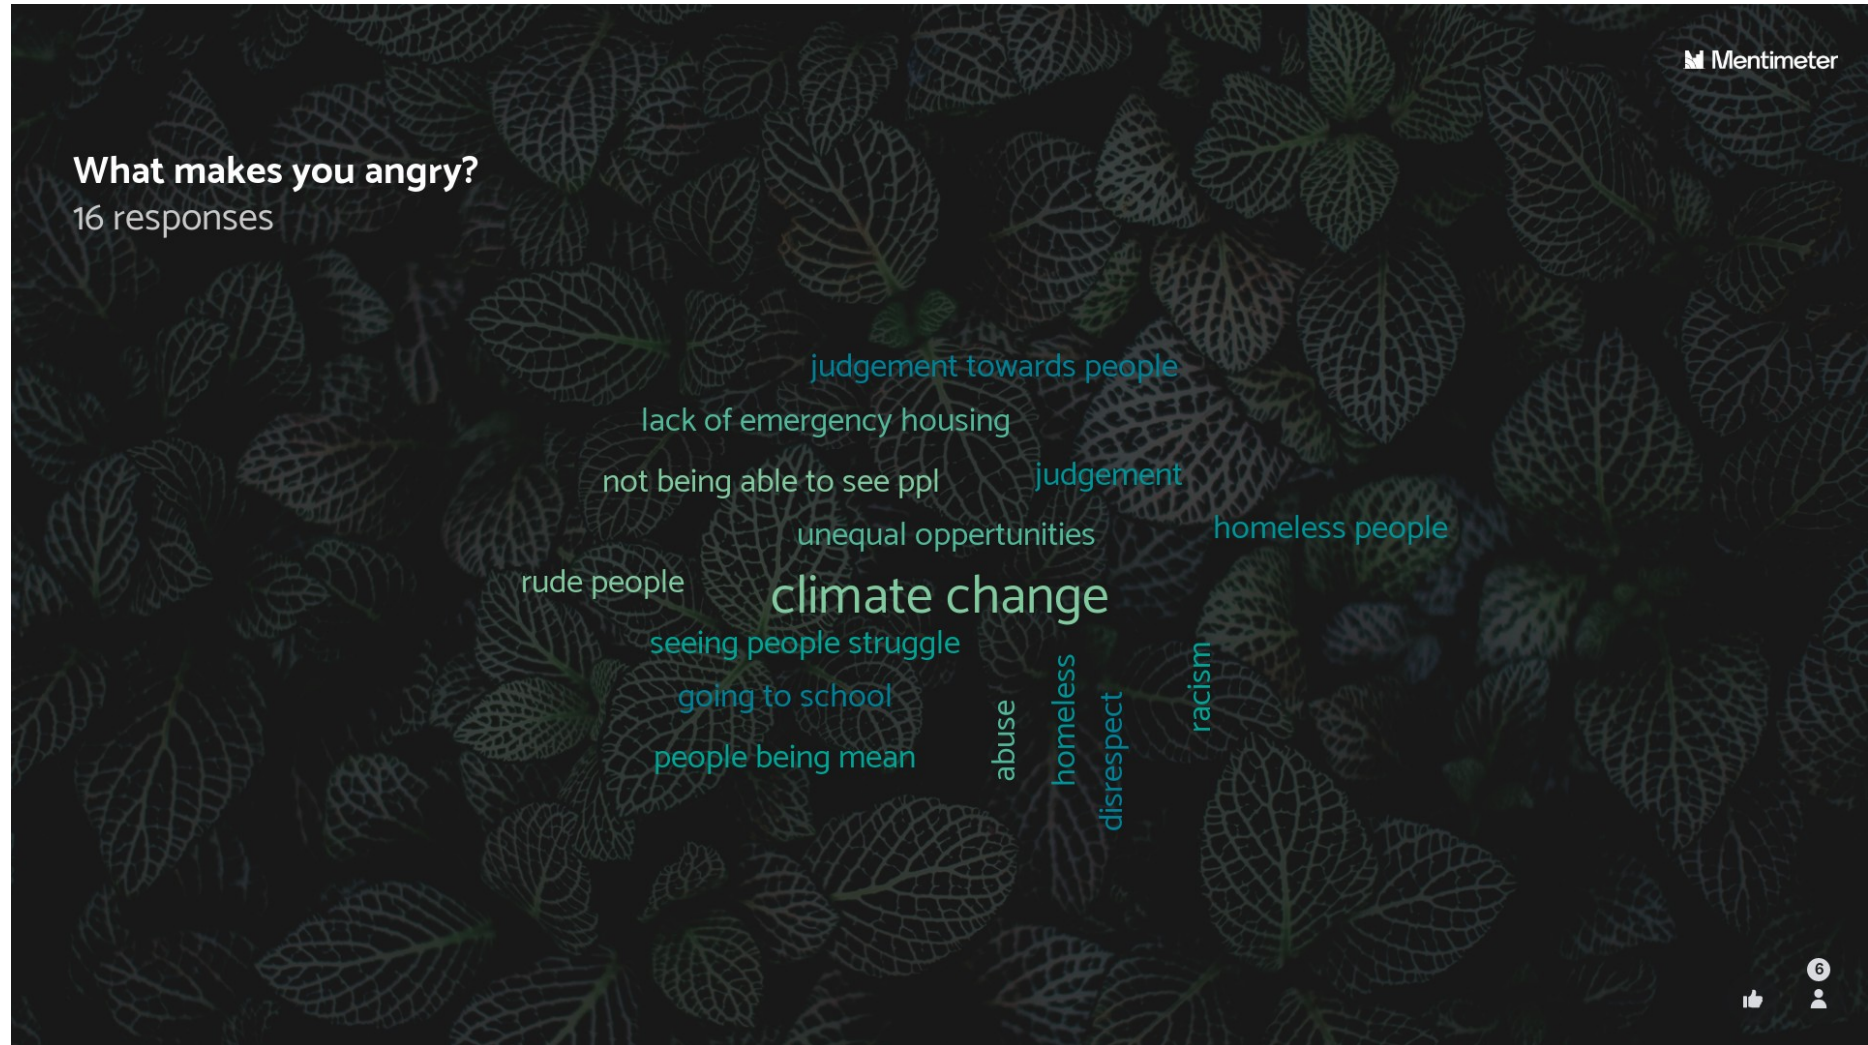 Mentimeter
What makes you angry?
16 responses
judgement towards people
lack of emergency housing
not being able to see ppl
judgement
unequal oppertunities
homeless people
rude people
climate change
seeing people struggle
going to school
people being mean
abuse
homeless
disrespect
racism
6